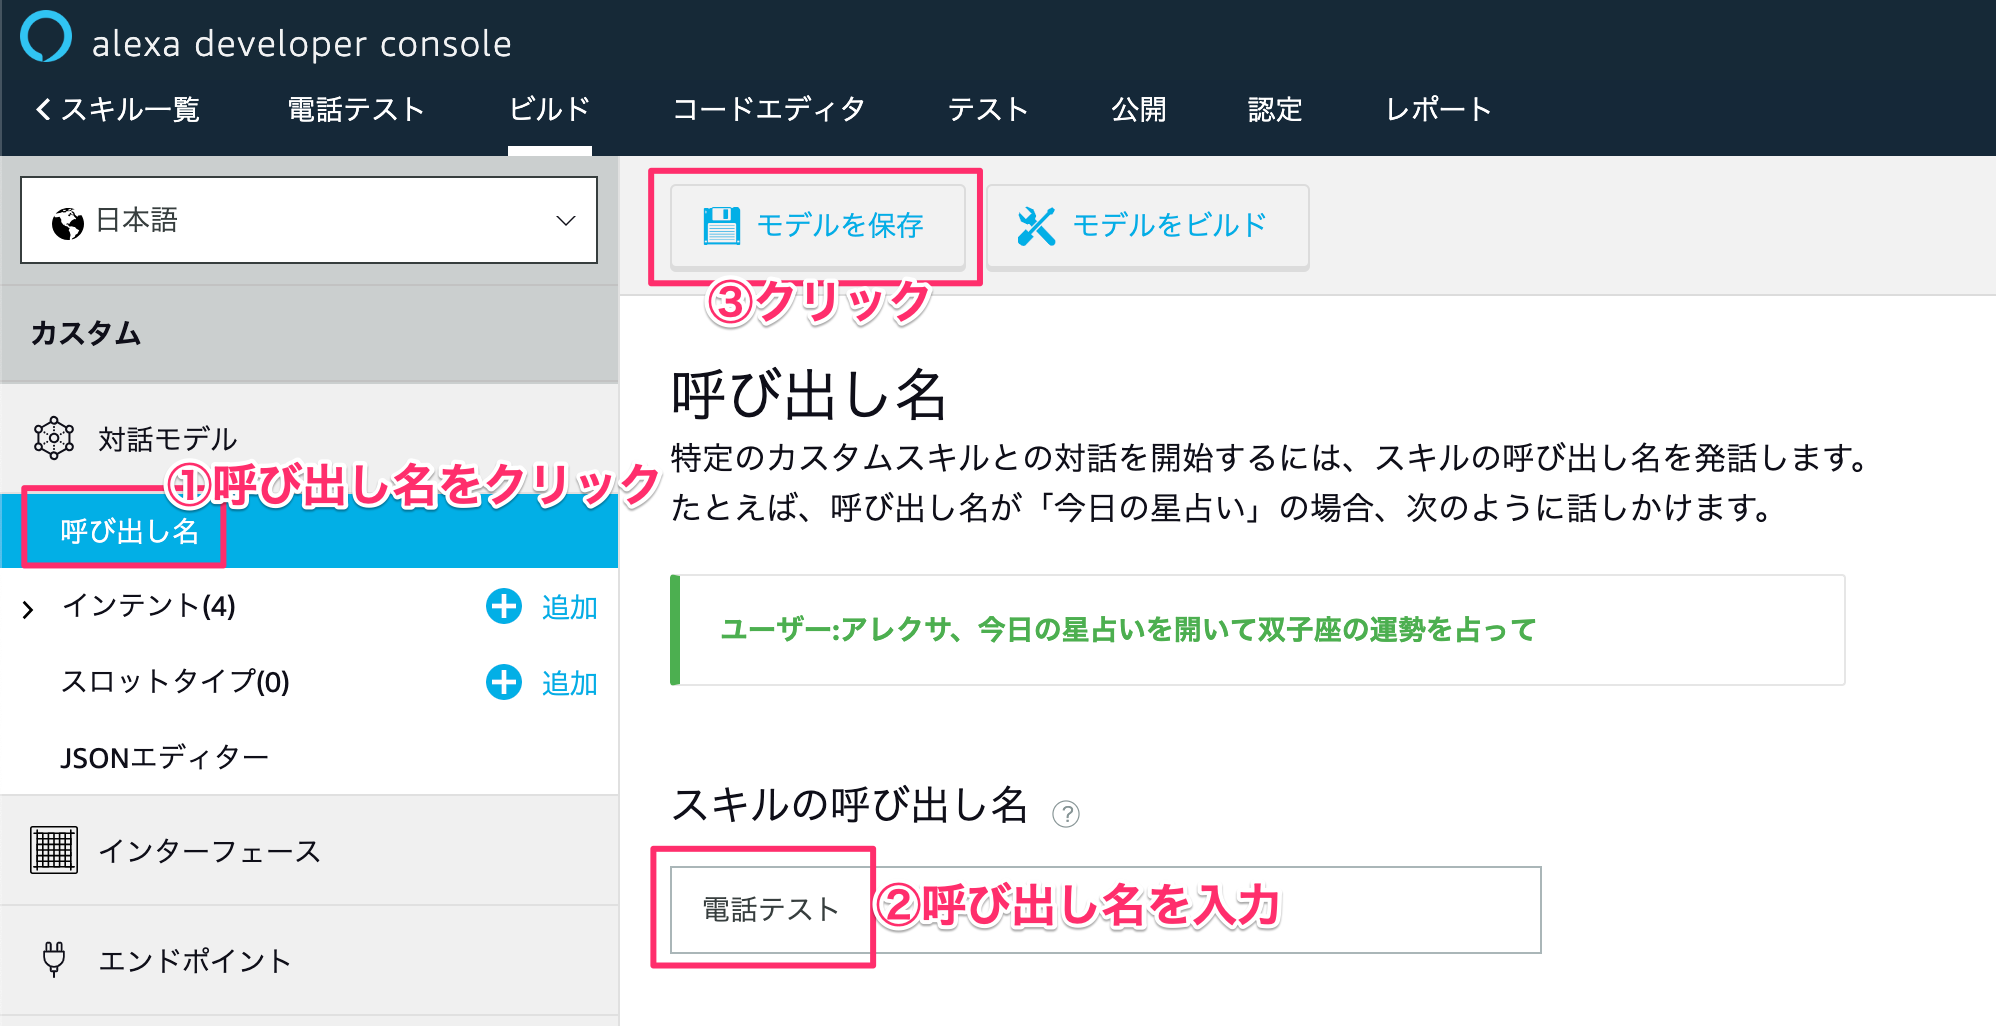 alexa developer console
スキル一覧 電話テスト ビルド コードエディタ テスト 公開 認定 レポート
日本語
モデルを保存 モデルをビルド
③クリック
カスタム
対話モデル
①呼び出し名をクリック
呼び出し名
インテント(4) 追加
スロットタイプ(0) 追加
JSONエディター
インターフェース
エンドポイント
呼び出し名
特定のカスタムスキルとの対話を開始するには、スキルの呼び出し名を発話します。
たとえば、呼び出し名が「今日の星占い」の場合、次のように話しかけます。
ユーザー:アレクサ、今日の星占いを開いて双子座の運勢を占って
スキルの呼び出し名 ?
電話テスト
②呼び出し名を入力